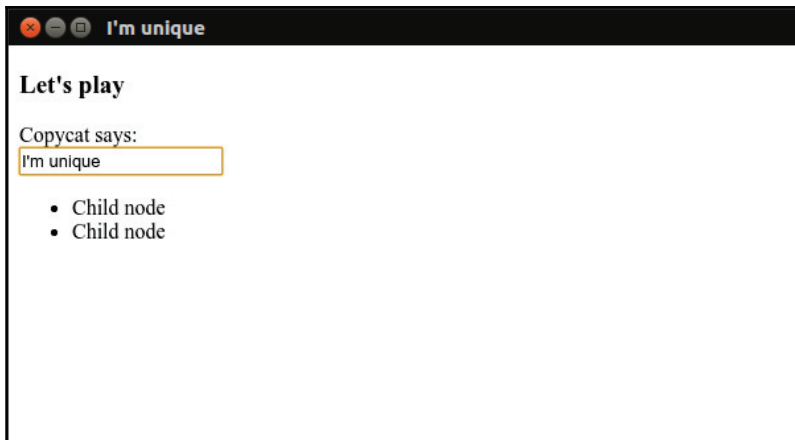 I'm unique
Let's play
Copycat says:
I'm unique
Child node
Child node